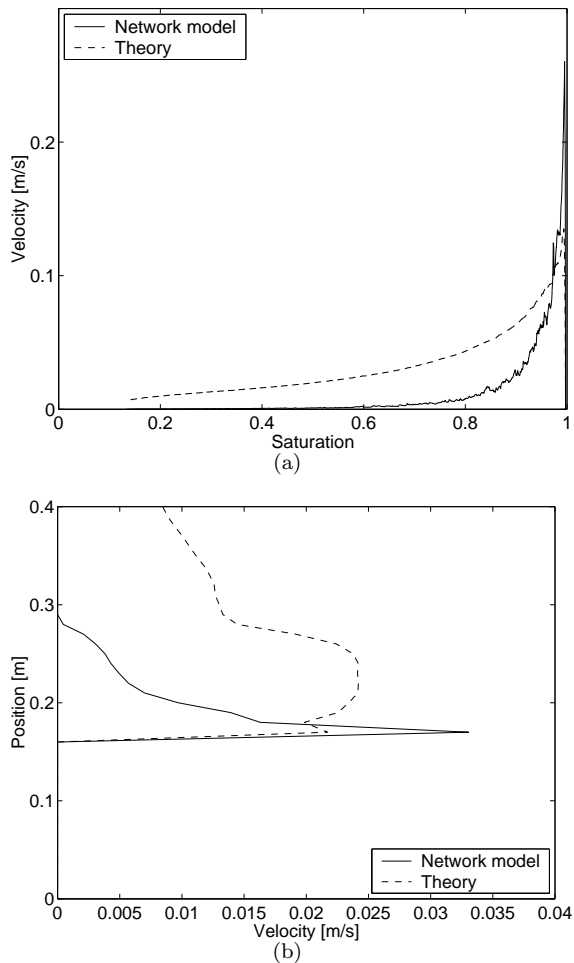 Network model
Theory
0.2
0.1
0
Velocity [m/s]
0 0.2 0.4 0.6 0.8 1
Saturation
(a)
0.4
0.3
0.2
0.1
0
Position [m]
Network model
Theory
0 0.005 0.01 0.015 0.02 0.025 0.03 0.035 0.04
Velocity [m/s]
(b)